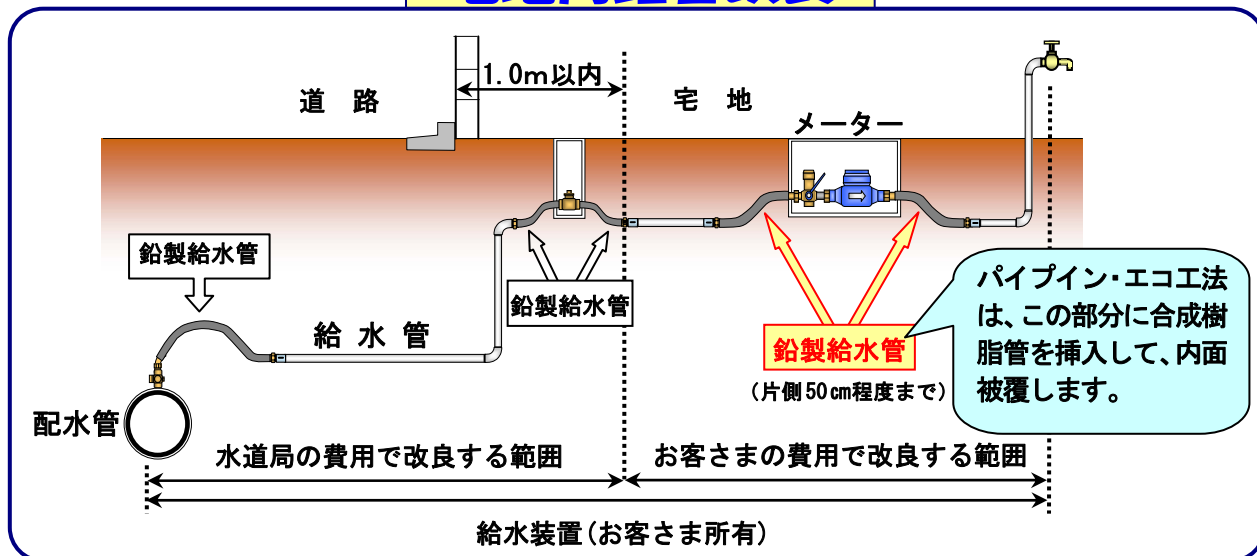 1.0m以内
道 路
宅 地
メーター
鉛製給水管
鉛製給水管
給 水 管
鉛製給水管
(片側50cm程度まで)
パイプイン・エコ工法
は、この部分に合成樹
脂管を挿入して、内面
被覆します。
配水管
水道局の費用で改良する範囲
お客さまの費用で改良する範囲
給水装置(お客さま所有)